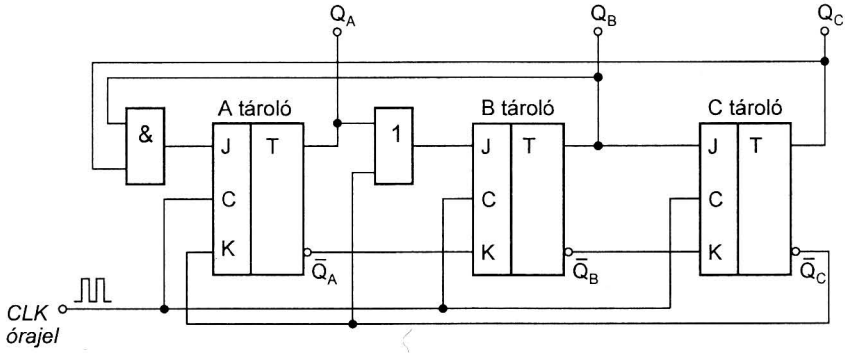 Q_A Q_B Q_C
A tároló B tároló C tároló
& J T 1 J T J T
C C C
K Q̄_A K Q̄_B K Q̄_C
CLK
órajel